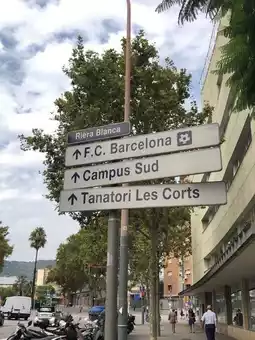 Riera Blanca
↑ F.C. Barcelona
↑ Campus Sud
↑ Tanatori Les Corts